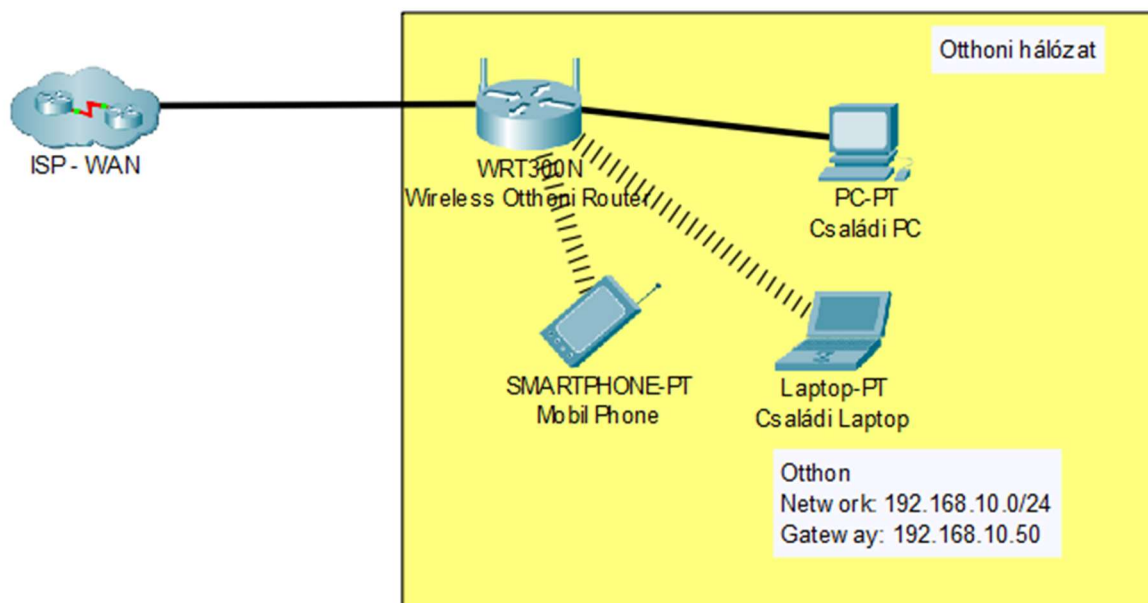 Otthoni hálózat
ISP - WAN
WRT300N
Wireless Otthoni Router
PC-PT
Családi PC
SMARTPHONE-PT
Mobil Phone
Laptop-PT
Családi Laptop
Otthon
Network: 192.168.10.0/24
Gateway: 192.168.10.50